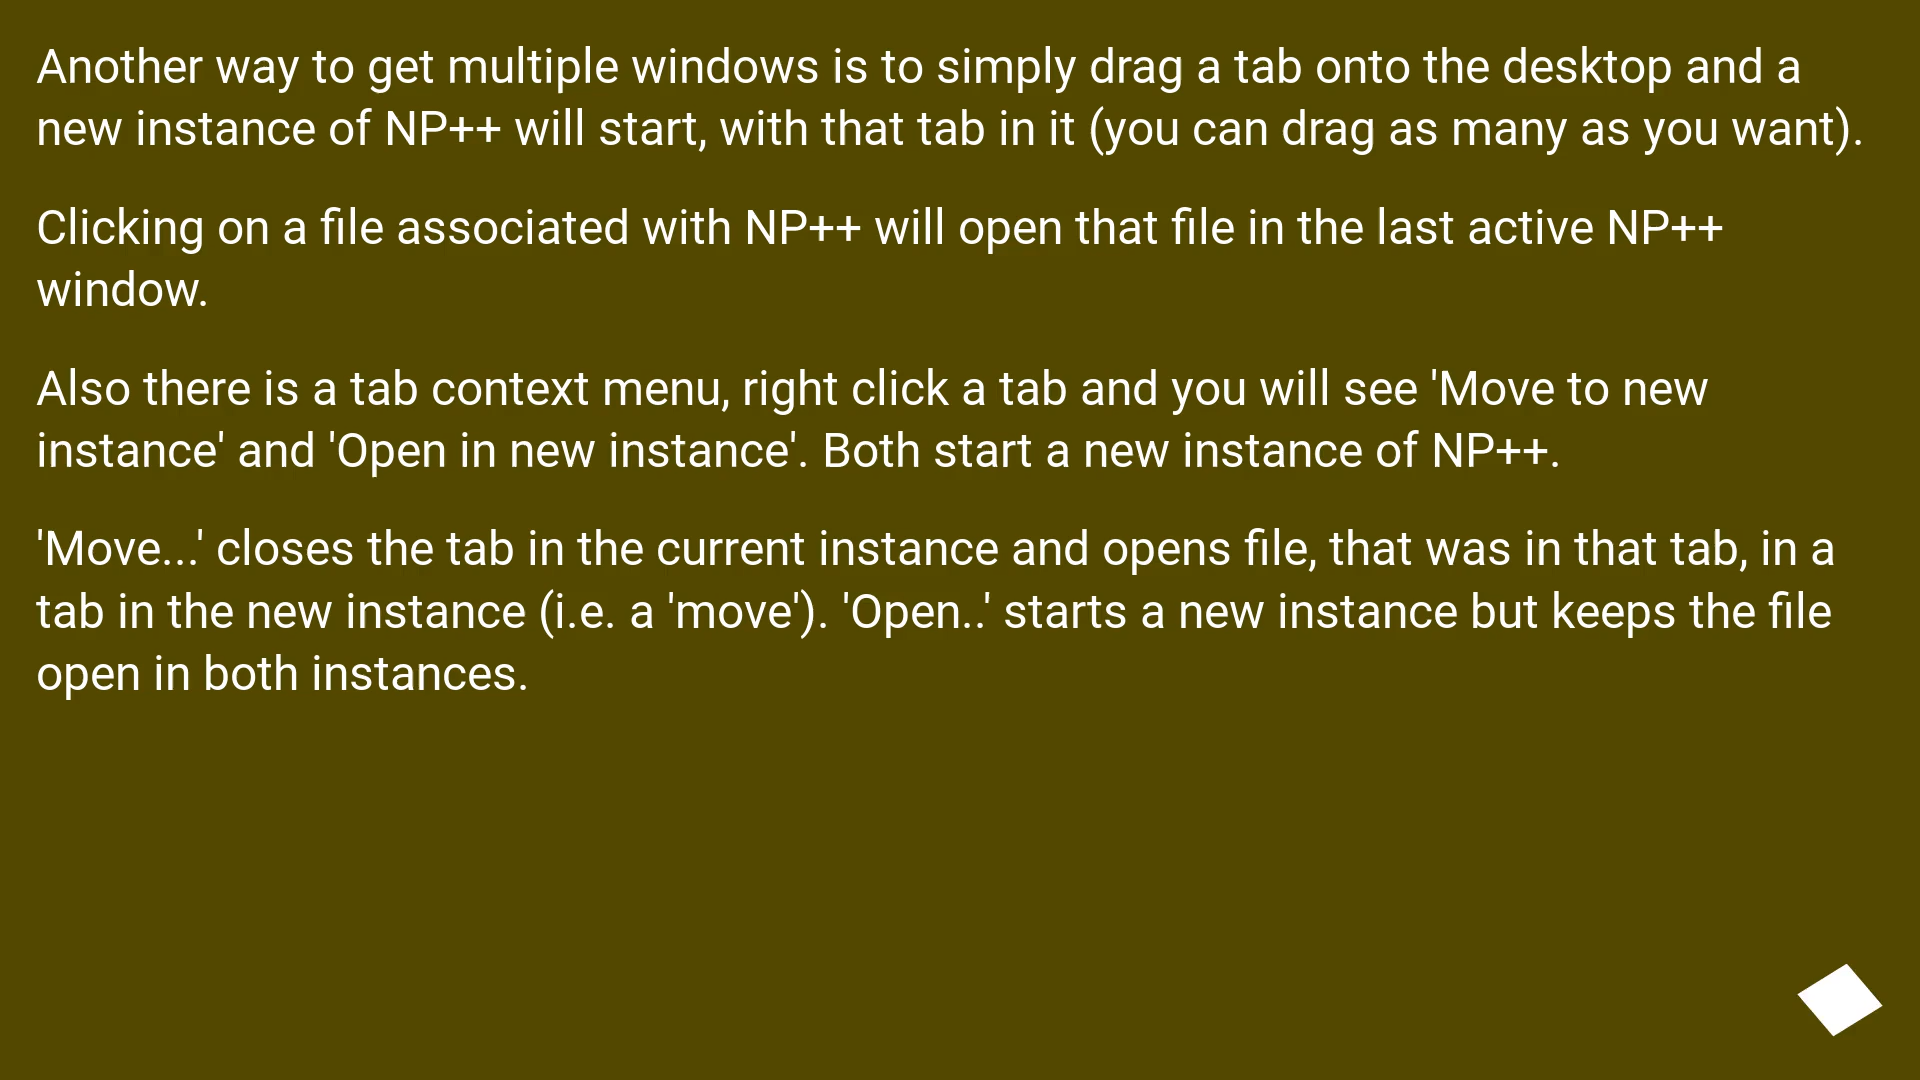 Another way to get multiple windows is to simply drag a tab onto the desktop and a
new instance of NP++ will start, with that tab in it (you can drag as many as you want).
Clicking on a file associated with NP++ will open that file in the last active NP++
window.
Also there is a tab context menu, right click a tab and you will see 'Move to new
instance' and 'Open in new instance'. Both start a new instance of NP++.
'Move...' closes the tab in the current instance and opens file, that was in that tab, in a
tab in the new instance (i.e. a 'move'). 'Open..' starts a new instance but keeps the file
open in both instances.